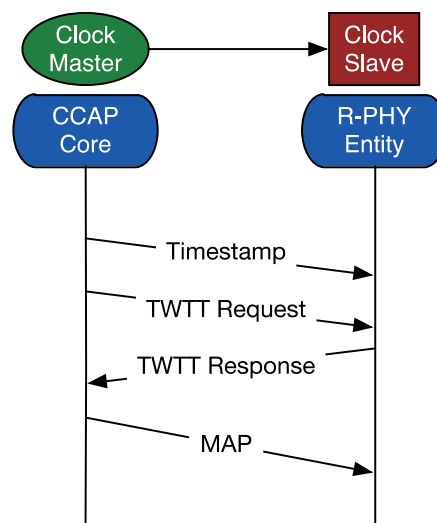 Clock
Master
Clock
Slave
CCAP
Core
R-PHY
Entity
Timestamp
TWTT Request
TWTT Response
MAP